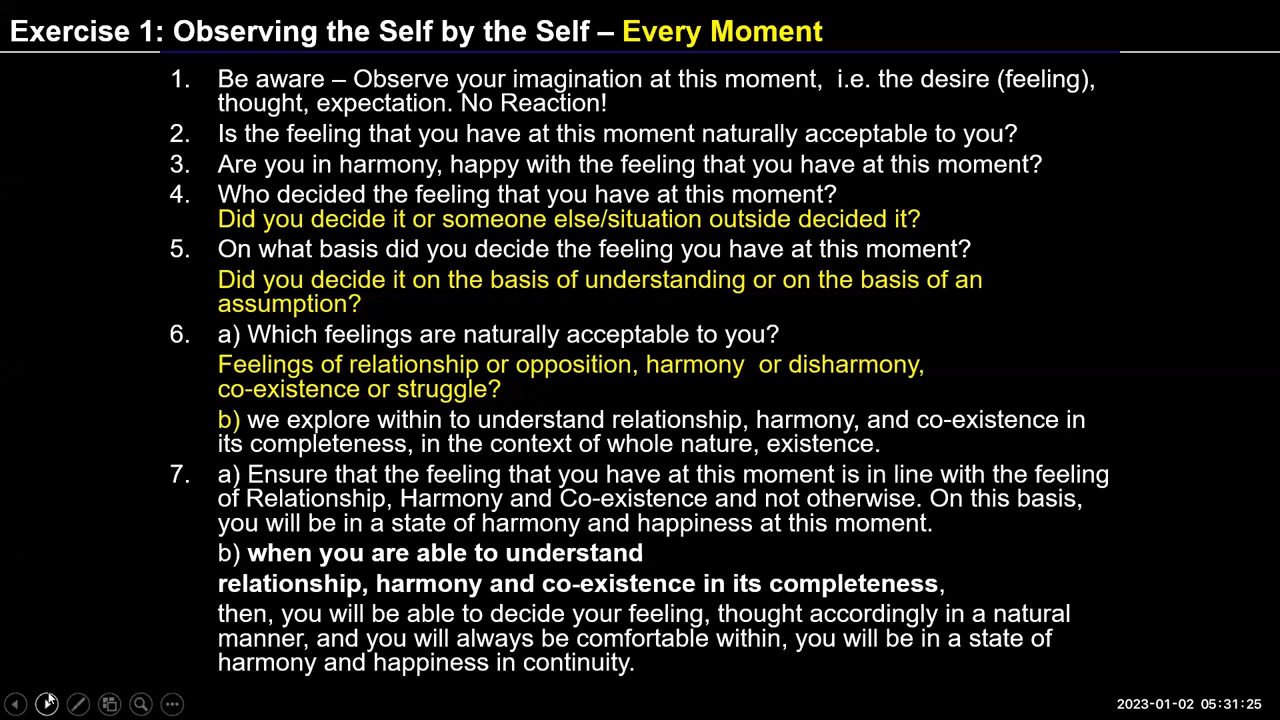 Exercise 1: Observing the Self by the Self – Every Moment
1. Be aware – Observe your imagination at this moment, i.e. the desire (feeling),
thought, expectation. No Reaction!
2. Is the feeling that you have at this moment naturally acceptable to you?
3. Are you in harmony, happy with the feeling that you have at this moment?
4. Who decided the feeling that you have at this moment?
Did you decide it or someone else/situation outside decided it?
5. On what basis did you decide the feeling you have at this moment?
Did you decide it on the basis of understanding or on the basis of an
assumption?
6. a) Which feelings are naturally acceptable to you?
Feelings of relationship or opposition, harmony or disharmony,
co-existence or struggle?
b) we explore within to understand relationship, harmony, and co-existence in
its completeness, in the context of whole nature, existence.
7. a) Ensure that the feeling that you have at this moment is in line with the feeling
of Relationship, Harmony and Co-existence and not otherwise. On this basis,
you will be in a state of harmony and happiness at this moment.
b) when you are able to understand
relationship, harmony and co-existence in its completeness,
then, you will be able to decide your feeling, thought accordingly in a natural
manner, and you will always be comfortable within, you will be in a state of
harmony and happiness in continuity.
2023-01-02 05:31:25